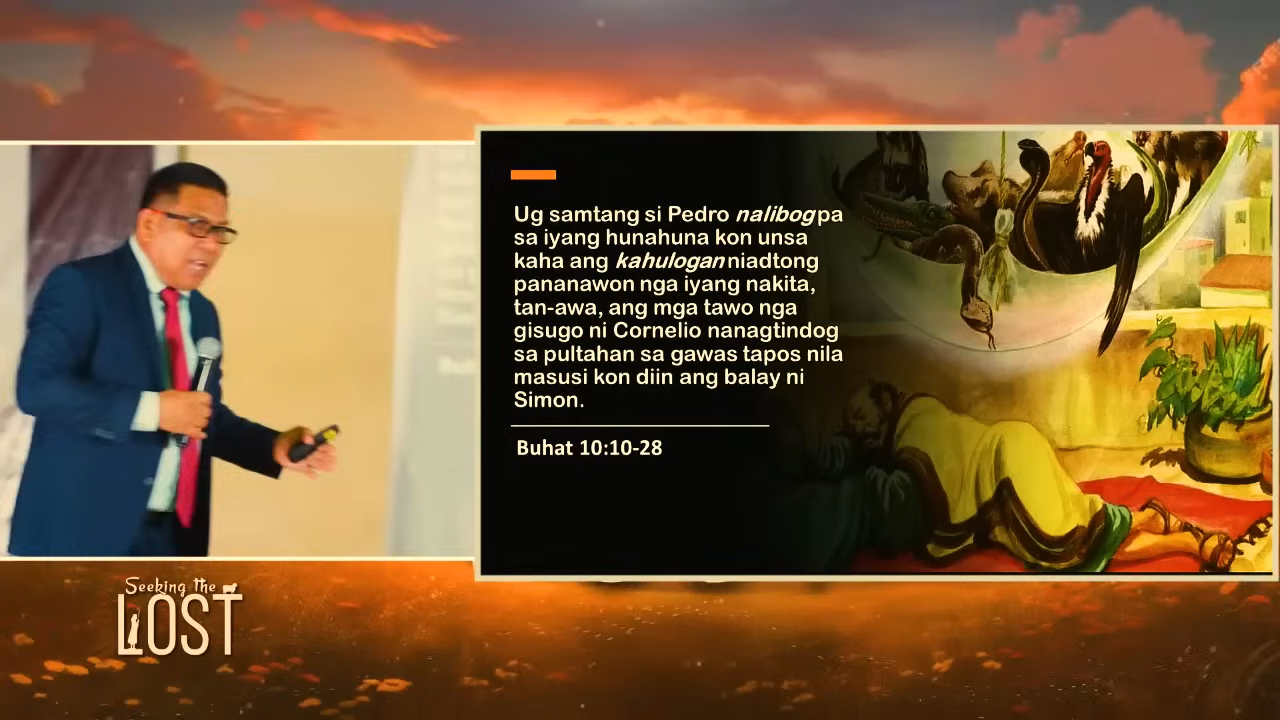 Ug samtang si Pedro nalibog pa
sa iyang hunahuna kon unsa
kaha ang kahulogan niadtong
pananawon nga iyang nakita,
tan-awa, ang mga tawo nga
gisugo ni Cornelio nanagtindog
sa pultahan sa gawas tapos nila
masusi kon diin ang balay ni
Simon.
Buhat 10:10-28
Seeking the
LOST